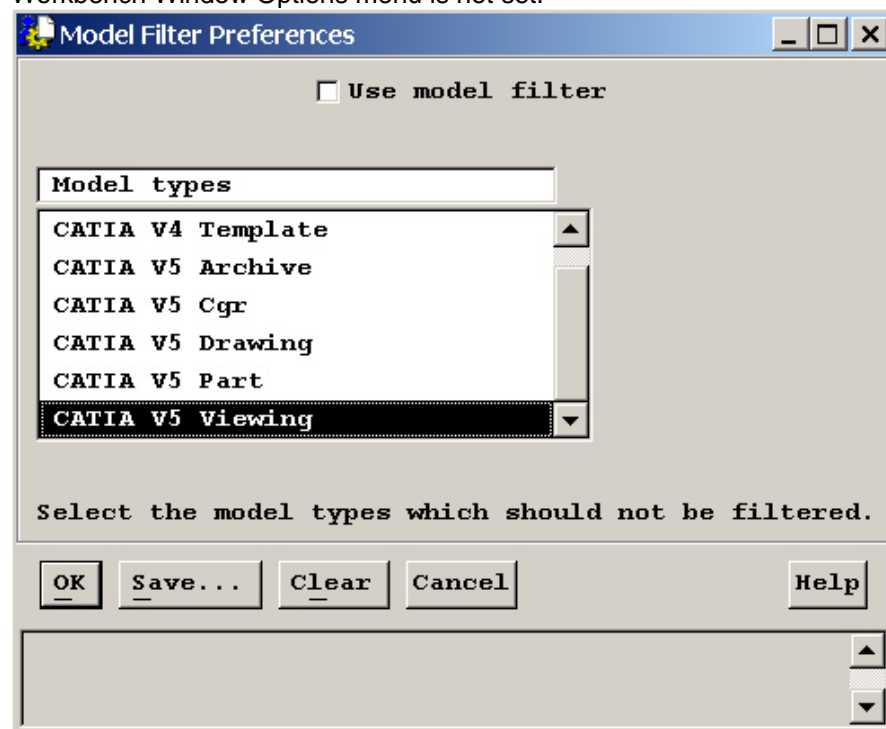 Workbench Window Options menu is not set.
Model Filter Preferences
Use model filter
Model types
CATIA V4 Template
CATIA V5 Archive
CATIA V5 Cgr
CATIA V5 Drawing
CATIA V5 Part
CATIA V5 Viewing
Select the model types which should not be filtered.
OK Save... Clear Cancel Help